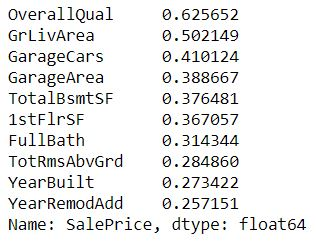 OverallQual 0.625652
GrLivArea 0.502149
GarageCars 0.410124
GarageArea 0.388667
TotalBsmtSF 0.376481
1stFlrSF 0.367057
FullBath 0.314344
TotRmsAbvGrd 0.284860
YearBuilt 0.273422
YearRemodAdd 0.257151
Name: SalePrice, dtype: float64